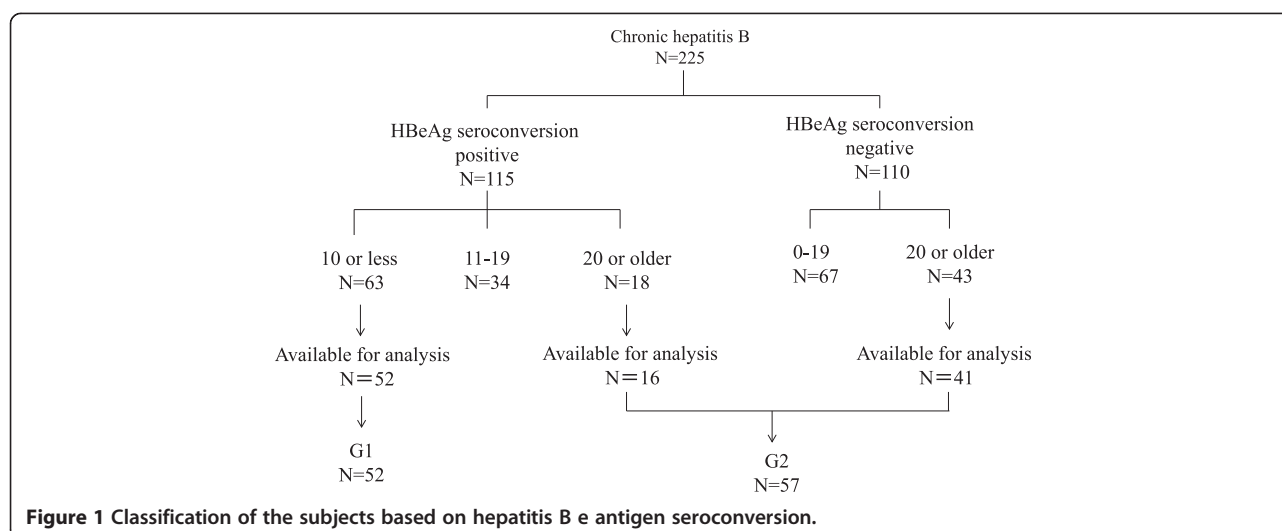 Chronic hepatitis B
N=225
HBeAg seroconversion
positive
N=115
HBeAg seroconversion
negative
N=110
10 or less
N=63
11-19
N=34
20 or older
N=18
0-19
N=67
20 or older
N=43
Available for analysis
N=52
Available for analysis
N=16
Available for analysis
N=41
G1
N=52
G2
N=57
Figure 1 Classification of the subjects based on hepatitis B e antigen seroconversion.